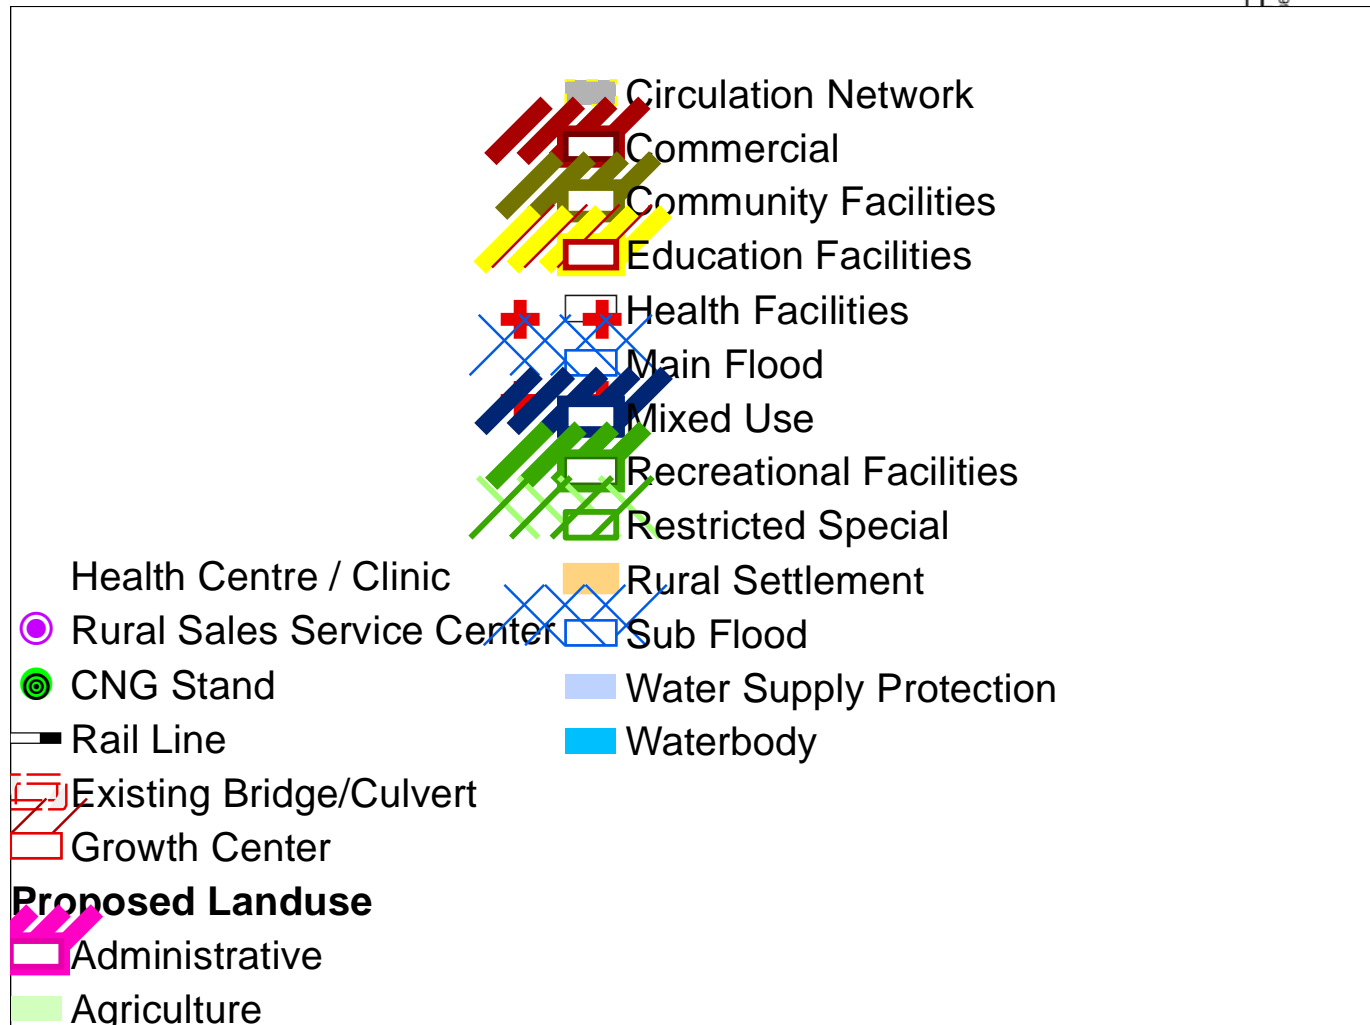 Health Centre / Clinic
Rural Sales Service Center
CNG Stand
Rail Line
Existing Bridge/Culvert
Growth Center
Proposed Landuse
Administrative
Agriculture
Circulation Network
Commercial
Community Facilities
Education Facilities
Health Facilities
Main Flood
Mixed Use
Recreational Facilities
Restricted Special
Rural Settlement
Sub Flood
Water Supply Protection
Waterbody